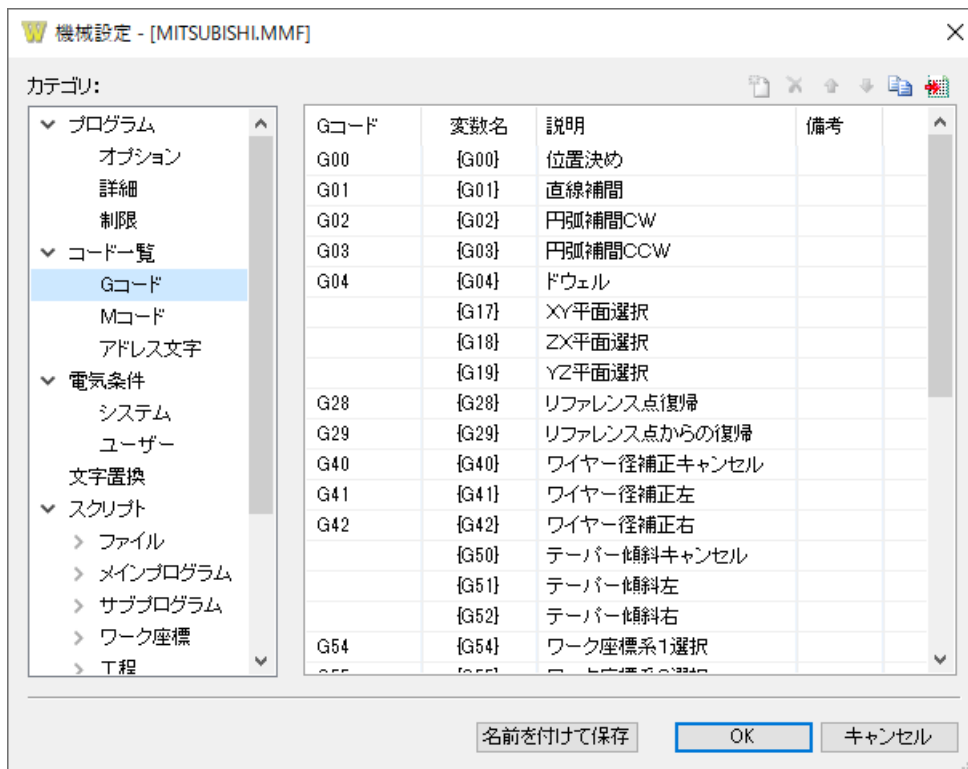 機械設定 - [MITSUBISHI.MMF]
カテゴリ:
プログラム
オプション
詳細
制限
コード一覧
Gコード
Mコード
アドレス文字
電気条件
システム
ユーザー
文字置換
スクリプト
ファイル
メインプログラム
サブプログラム
ワーク座標
工程
Gコード 変数名 説明 備考
G00 {G00} 位置決め
G01 {G01} 直線補間
G02 {G02} 円弧補間CW
G03 {G03} 円弧補間CCW
G04 {G04} ドウェル
{G17} XY平面選択
{G18} ZX平面選択
{G19} YZ平面選択
G28 {G28} リファレンス点復帰
G29 {G29} リファレンス点からの復帰
G40 {G40} ワイヤー径補正キャンセル
G41 {G41} ワイヤー径補正左
G42 {G42} ワイヤー径補正右
{G50} テーパー傾斜キャンセル
{G51} テーパー傾斜左
{G52} テーパー傾斜右
G54 {G54} ワーク座標系1選択
名前を付けて保存 OK キャンセル